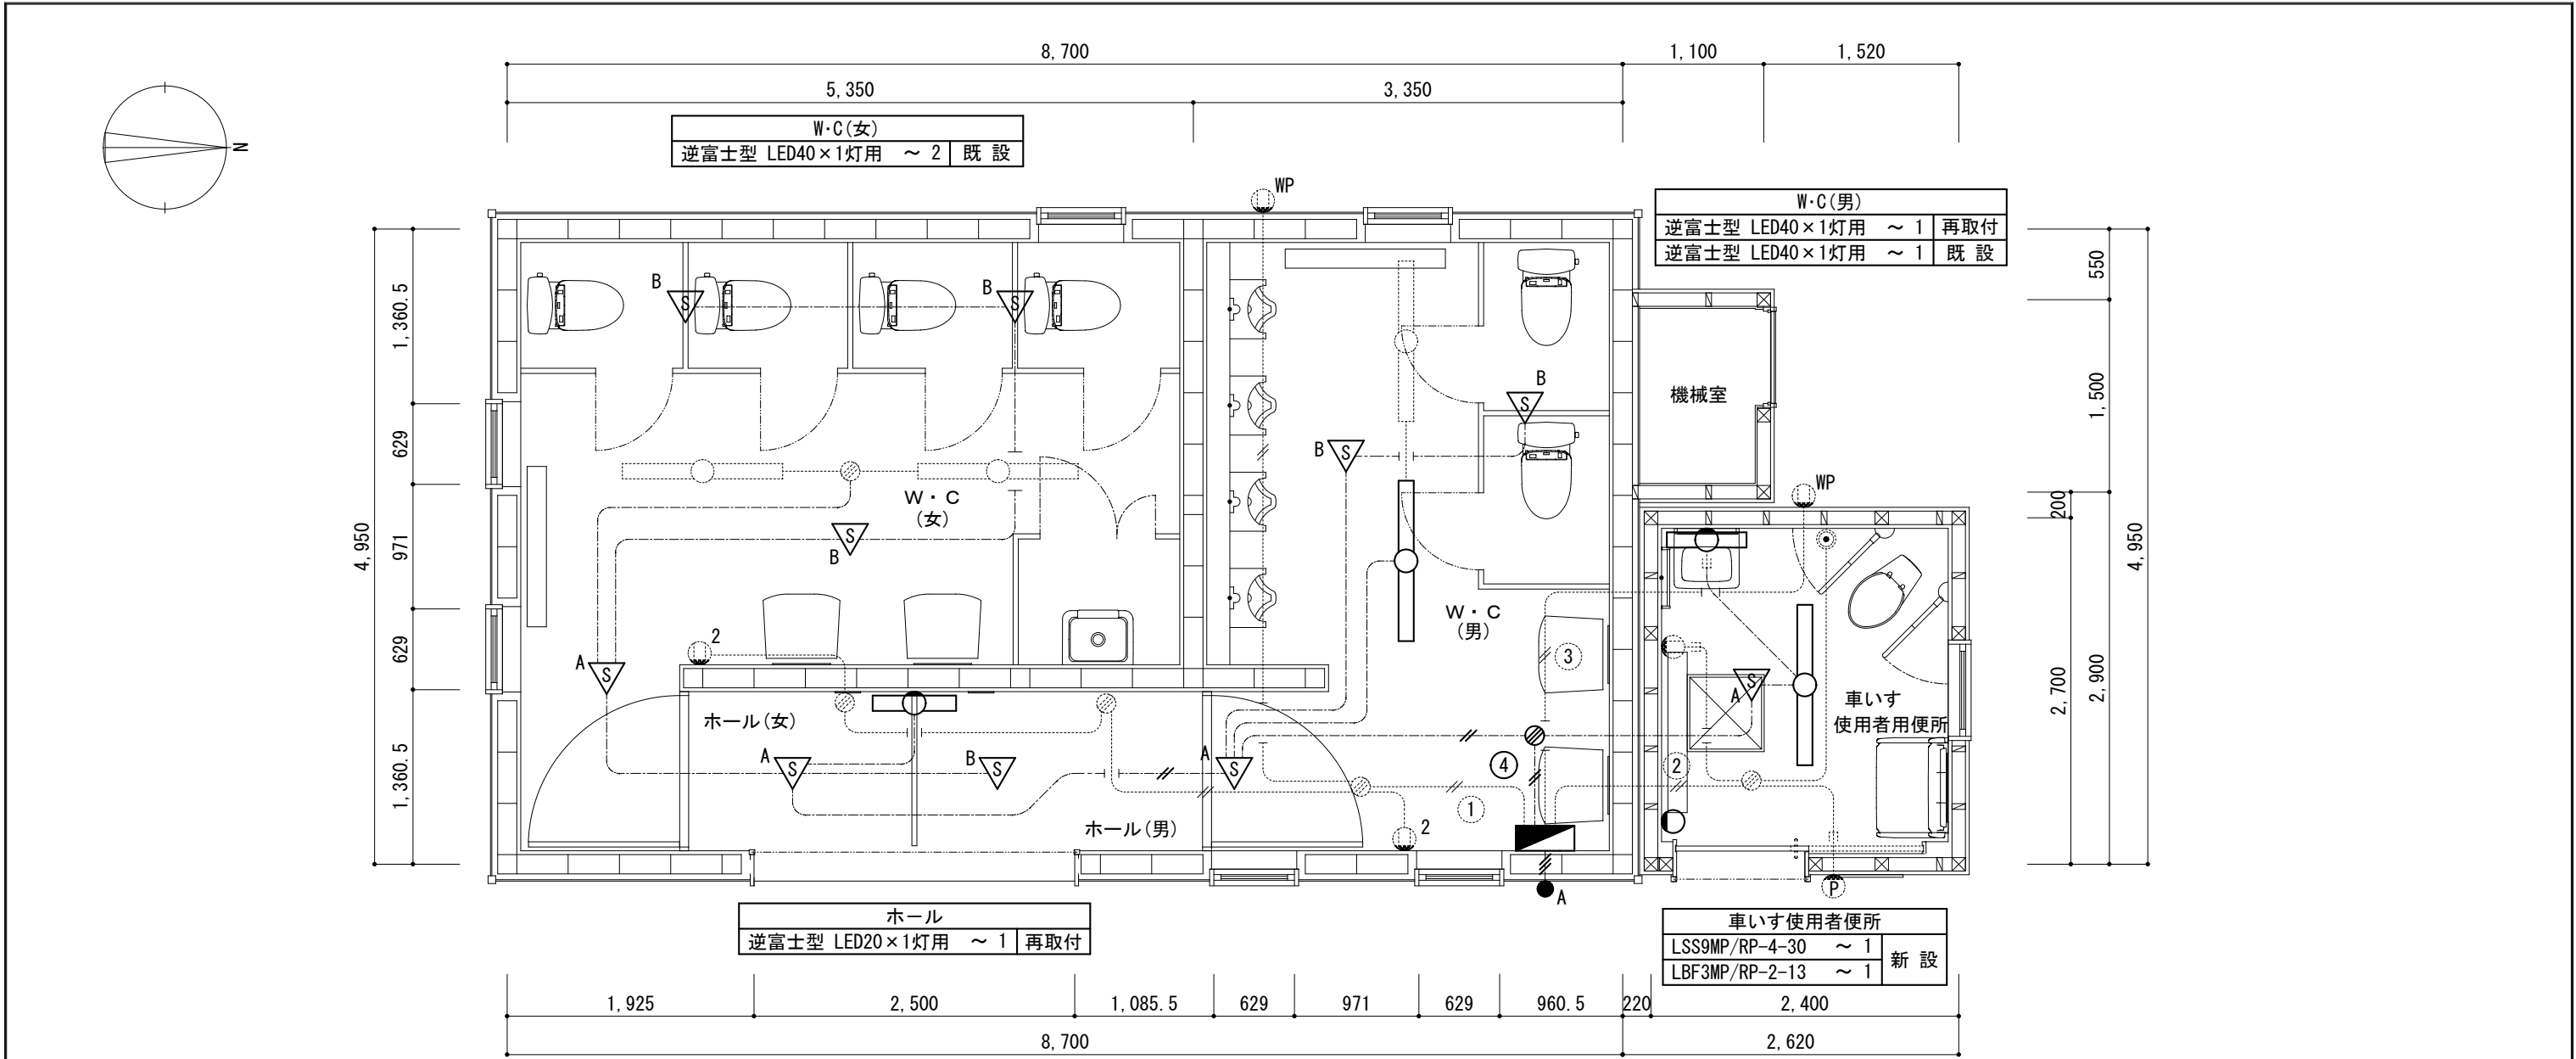 8,700
1,100
1,520
5,350
3,350
N
W・C(女)
逆富士型 LED40×1灯用 ～ 2 既 設
WP
W・C(男)
逆富士型 LED40×1灯用 ～ 1 再取付
逆富士型 LED40×1灯用 ～ 1 既 設
4,950
1,360.5
629
971
629
1,360.5
B S
B S
B S
B S
機械室
550
1,500
200
2,700
2,900
4,950
W・C
(女)
S
B
WP
W・C
(男)
2
3
A S
A S
車いす
使用者用便所
ホール(女)
A S
B S
A S
4
2
1
ホール(男)
2
P
A
ホール
逆富士型 LED20×1灯用 ～ 1 再取付
車いす使用者便所
LSS9MP/RP-4-30 ～ 1
LBF3MP/RP-2-13 ～ 1
新 設
1,925
2,500
1,085.5
629
971
629
960.5
220
2,400
8,700
2,620